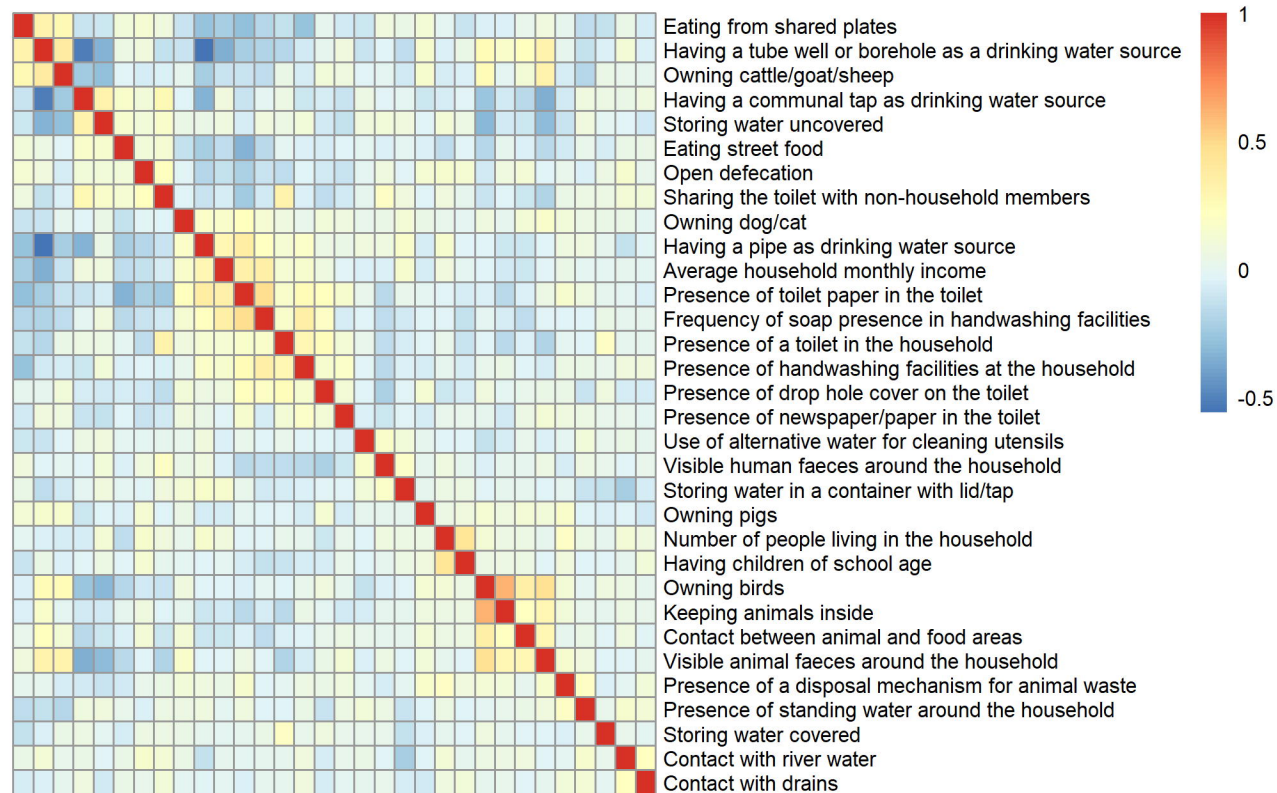 Eating from shared plates
Having a tube well or borehole as a drinking water source
Owning cattle/goat/sheep
Having a communal tap as drinking water source
Storing water uncovered
Eating street food
Open defecation
Sharing the toilet with non-household members
Owning dog/cat
Having a pipe as drinking water source
Average household monthly income
Presence of toilet paper in the toilet
Frequency of soap presence in handwashing facilities
Presence of a toilet in the household
Presence of handwashing facilities at the household
Presence of drop hole cover on the toilet
Presence of newspaper/paper in the toilet
Use of alternative water for cleaning utensils
Visible human faeces around the household
Storing water in a container with lid/tap
Owning pigs
Number of people living in the household
Having children of school age
Owning birds
Keeping animals inside
Contact between animal and food areas
Visible animal faeces around the household
Presence of a disposal mechanism for animal waste
Presence of standing water around the household
Storing water covered
Contact with river water
Contact with drains
1
0.5
0
-0.5